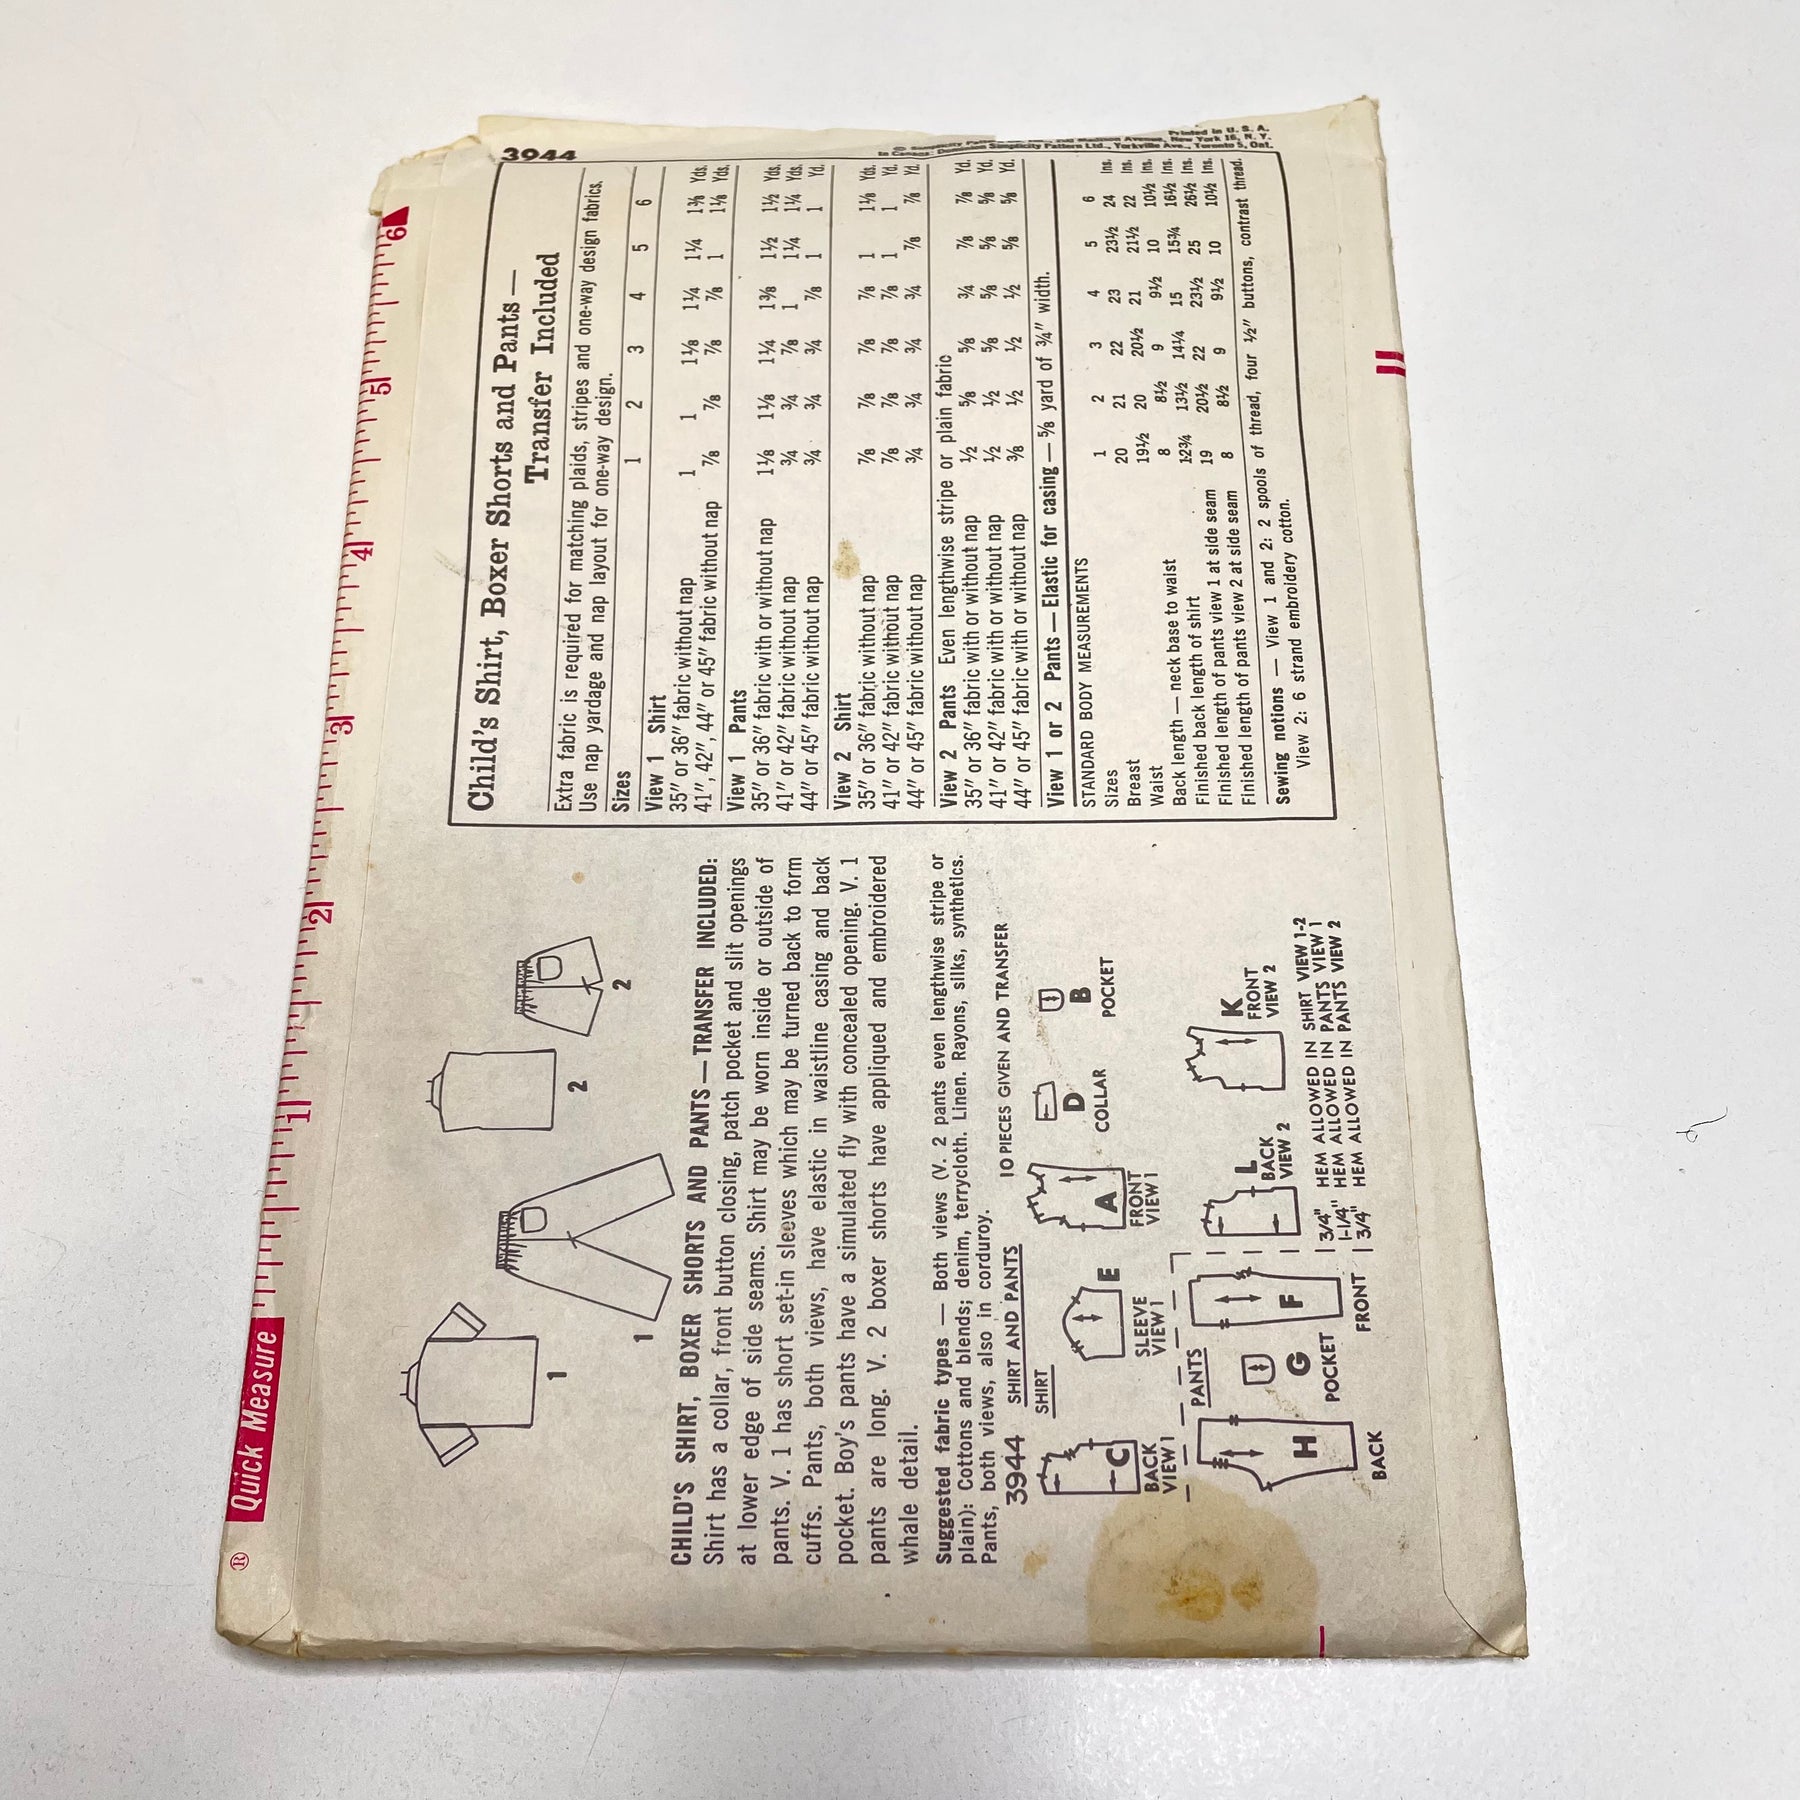 ® Quick Measure 1 2 3 4 5 6
1
1
2
2
CHILD'S SHIRT, BOXER SHORTS AND PANTS — TRANSFER INCLUDED:
Shirt has a collar, front button closing, patch pocket and slit openings
at lower edge of side seams. Shirt may be worn inside or outside of
pants. V. 1 has short set-in sleeves which may be turned back to form
cuffs. Pants, both views, have elastic in waistline casing and back
pocket. Boy's pants have a simulated fly with concealed opening. V. 1
pants are long. V. 2 boxer shorts have appliqued and embroidered
whale detail.
Suggested fabric types — Both views (V. 2 pants even lengthwise stripe or
plain): Cottons and blends; denim, terrycloth. Linen. Rayons, silks, synthetics.
Pants, both views, also in corduroy.
3944 SHIRT AND PANTS 10 PIECES GIVEN AND TRANSFER
SHIRT
C
BACK
VIEW 1
E
SLEEVE
VIEW 1
A
FRONT
VIEW 1
D
COLLAR
B
POCKET
PANTS
H
BACK
G
POCKET
F
FRONT
L
BACK
VIEW 2
K
FRONT
VIEW 2
3/4" HEM ALLOWED IN SHIRT VIEW 1-2
1-1/4" HEM ALLOWED IN PANTS VIEW 1
3/4" HEM ALLOWED IN PANTS VIEW 2
3944
Printed in U. S. A.
Madison Avenue, New York 16, N. Y.
In Canada: Dominion Simplicity Pattern Ltd., Yorkville Ave., Toronto 5, Ont.
Child's Shirt, Boxer Shorts and Pants —
Transfer Included
Extra fabric is required for matching plaids, stripes and one-way design fabrics.
Use nap yardage and nap layout for one-way design.
Sizes 1 2 3 4 5 6
View 1 Shirt
35" or 36" fabric without nap 1 1 1⅛ 1¼ 1¼ 1⅜ Yds.
41", 42", 44" or 45" fabric without nap ⅞ ⅞ ⅞ ⅞ 1 1⅛ Yds.
View 1 Pants
35" or 36" fabric with or without nap 1⅛ 1⅛ 1¼ 1⅜ 1½ 1½ Yds.
41" or 42" fabric without nap ¾ ¾ ⅞ 1 1¼ 1¼ Yds.
44" or 45" fabric without nap ¾ ¾ ¾ ⅞ 1 1 Yd.
View 2 Shirt
35" or 36" fabric without nap ⅞ ⅞ ⅞ ⅞ 1 1⅛ Yds.
41" or 42" fabric without nap ⅞ ⅞ ⅞ ⅞ 1 1 Yd.
44" or 45" fabric without nap ¾ ¾ ¾ ¾ ⅞ ⅞ Yd.
View 2 Pants Even lengthwise stripe or plain fabric
35" or 36" fabric with or without nap ½ ⅝ ⅝ ¾ ⅞ ⅞ Yd.
41" or 42" fabric with or without nap ½ ½ ⅝ ⅝ ⅝ ⅝ Yd.
44" or 45" fabric with or without nap ⅜ ½ ½ ½ ⅝ ⅝ Yd.
View 1 or 2 Pants — Elastic for casing — ⅝ yard of ¾" width.
STANDARD BODY MEASUREMENTS
Sizes 1 2 3 4 5 6
Breast 20 21 22 23 23½ 24 Ins.
Waist 19½ 20 20½ 21 21½ 22 Ins.
Back length — neck base to waist 8 8½ 9 9½ 10 10½ Ins.
Finished back length of shirt 12¾ 13½ 14¼ 15 15¾ 16½ Ins.
Finished length of pants view 1 at side seam 19 20½ 22 23½ 25 26½ Ins.
Finished length of pants view 2 at side seam 8 8½ 9 9½ 10 10½ Ins.
Sewing notions — View 1 and 2: 2 spools of thread, four ½" buttons, contrast thread.
View 2: 6 strand embroidery cotton.